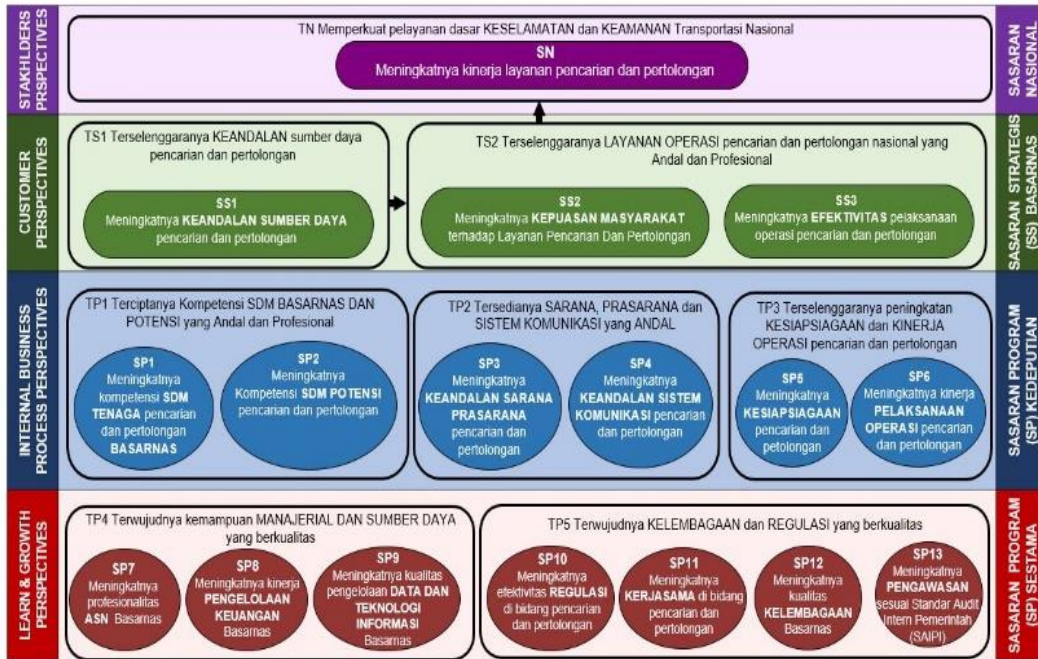 STAKHLDERS
PRSPECTIVES
TN Memperkuat pelayanan dasar KESELAMATAN dan KEAMANAN Transportasi Nasional
SN
Meningkatnya kinerja layanan pencarian dan pertolongan
SASARAN
NASIONAL
CUSTOMER
PERSPECTIVES
TS1 Terselenggaranya KEANDALAN sumber daya
pencarian dan pertolongan
SS1
Meningkatnya KEANDALAN SUMBER DAYA
pencarian dan pertolongan
TS2 Terselenggaranya LAYANAN OPERASI pencarian dan pertolongan nasional yang
Andal dan Profesional
SS2
Meningkatnya KEPUASAN MASYARAKAT
terhadap Layanan Pencarian Dan Pertolongan
SS3
Meningkatnya EFEKTIVITAS pelaksanaan
operasi pencarian dan pertolongan
SASARAN STRATEGIS
(SS) BASARNAS
INTERNAL BUSINESS
PROCESS PERSPECTIVES
TP1 Terciptanya Kompetensi SDM BASARNAS DAN
POTENSI yang Andal dan Profesional
SP1
Meningkatnya
kompetensi SDM
TENAGA pencarian
dan pertolongan
BASARNAS
SP2
Meningkatnya
Kompetensi SDM POTENSI
pencarian dan pertolongan
TP2 Tersedianya SARANA, PRASARANA dan
SISTEM KOMUNIKASI yang ANDAL
SP3
Meningkatnya
KEANDALAN SARANA
PRASARANA
pencarian dan
pertolongan
SP4
Meningkatnya
KEANDALAN SISTEM
KOMUNIKASI pencarian
dan pertolongan
TP3 Terselenggaranya peningkatan
KESIAPSIAGAAN dan KINERJA
OPERASI pencarian dan pertolongan
SP5
Meningkatnya
KESIAPSIAGAAN
pencarian dan
petolongan
SP6
Meningkatnya kinerja
PELAKSANAAN
OPERASI pencarian
dan pertolongan
SASARAN PROGRAM
(SP) KEDEPUTIAN
LEARN & GROWTH
PERSPECTIVES
TP4 Terwujudnya kemampuan MANAJERIAL DAN SUMBER DAYA
yang berkualitas
SP7
Meningkatnya
profesionalitas
ASN Basarnas
SP8
Meningkatnya kinerja
PENGELOLAAN
KEUANGAN
Basarnas
SP9
Meningkatnya kualitas
pengelolaan DATA DAN
TEKNOLOGI
INFORMASI
Basarnas
TP5 Terwujudnya KELEMBAGAAN dan REGULASI yang berkualitas
SP10
Meningkatnya
efektivitas REGULASI
di bidang pencarian
dan pertolongan
SP11
Meningkatnya
KERJASAMA di bidang
pencarian dan
pertolongan
SP12
Meningkatnya
kualitas
KELEMBAGAAN
Basarnas
SP13
Meningkatnya
PENGAWASAN
sesuai Standar Audit
Intern Pemerintah
(SAIPI)
SASARAN PROGRAM
(SP) SESTAMA